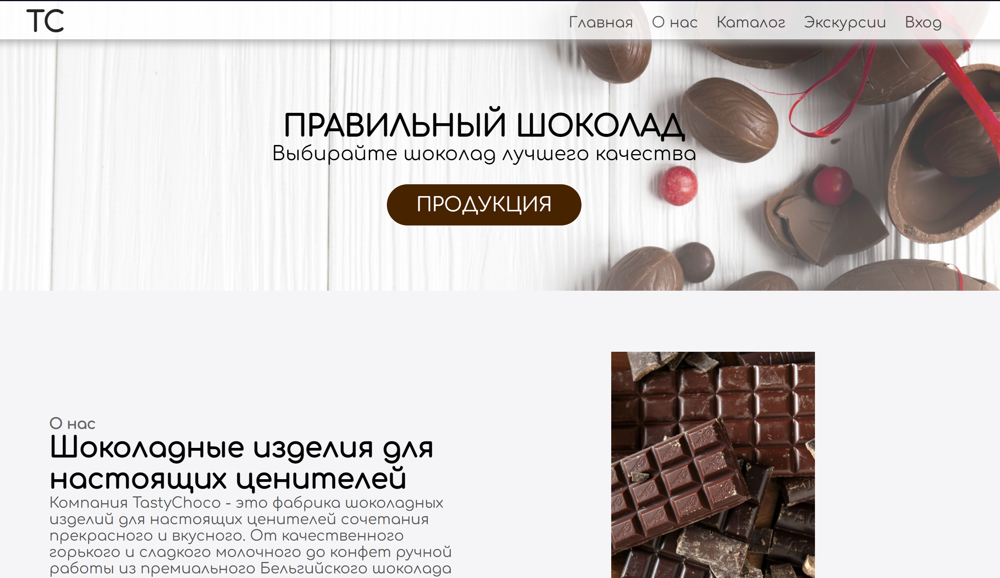 ТС
Главная О нас Каталог Экскурсии Вход
ПРАВИЛЬНЫЙ ШОКОЛАД
Выбирайте шоколад лучшего качества
ПРОДУКЦИЯ
О нас
Шоколадные изделия для
настоящих ценителей
Компания TastyChoco - это фабрика шоколадных
изделий для настоящих ценителей сочетания
прекрасного и вкусного. От качественного
горького и сладкого молочного до конфет ручной
работы из премиального Бельгийского шоколада